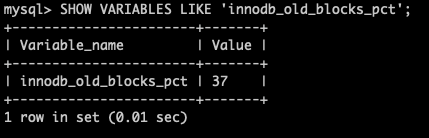 mysql> SHOW VARIABLES LIKE 'innodb_old_blocks_pct';
+-----------------------+-------+
| Variable_name         | Value |
+-----------------------+-------+
| innodb_old_blocks_pct | 37    |
+-----------------------+-------+
1 row in set (0.01 sec)